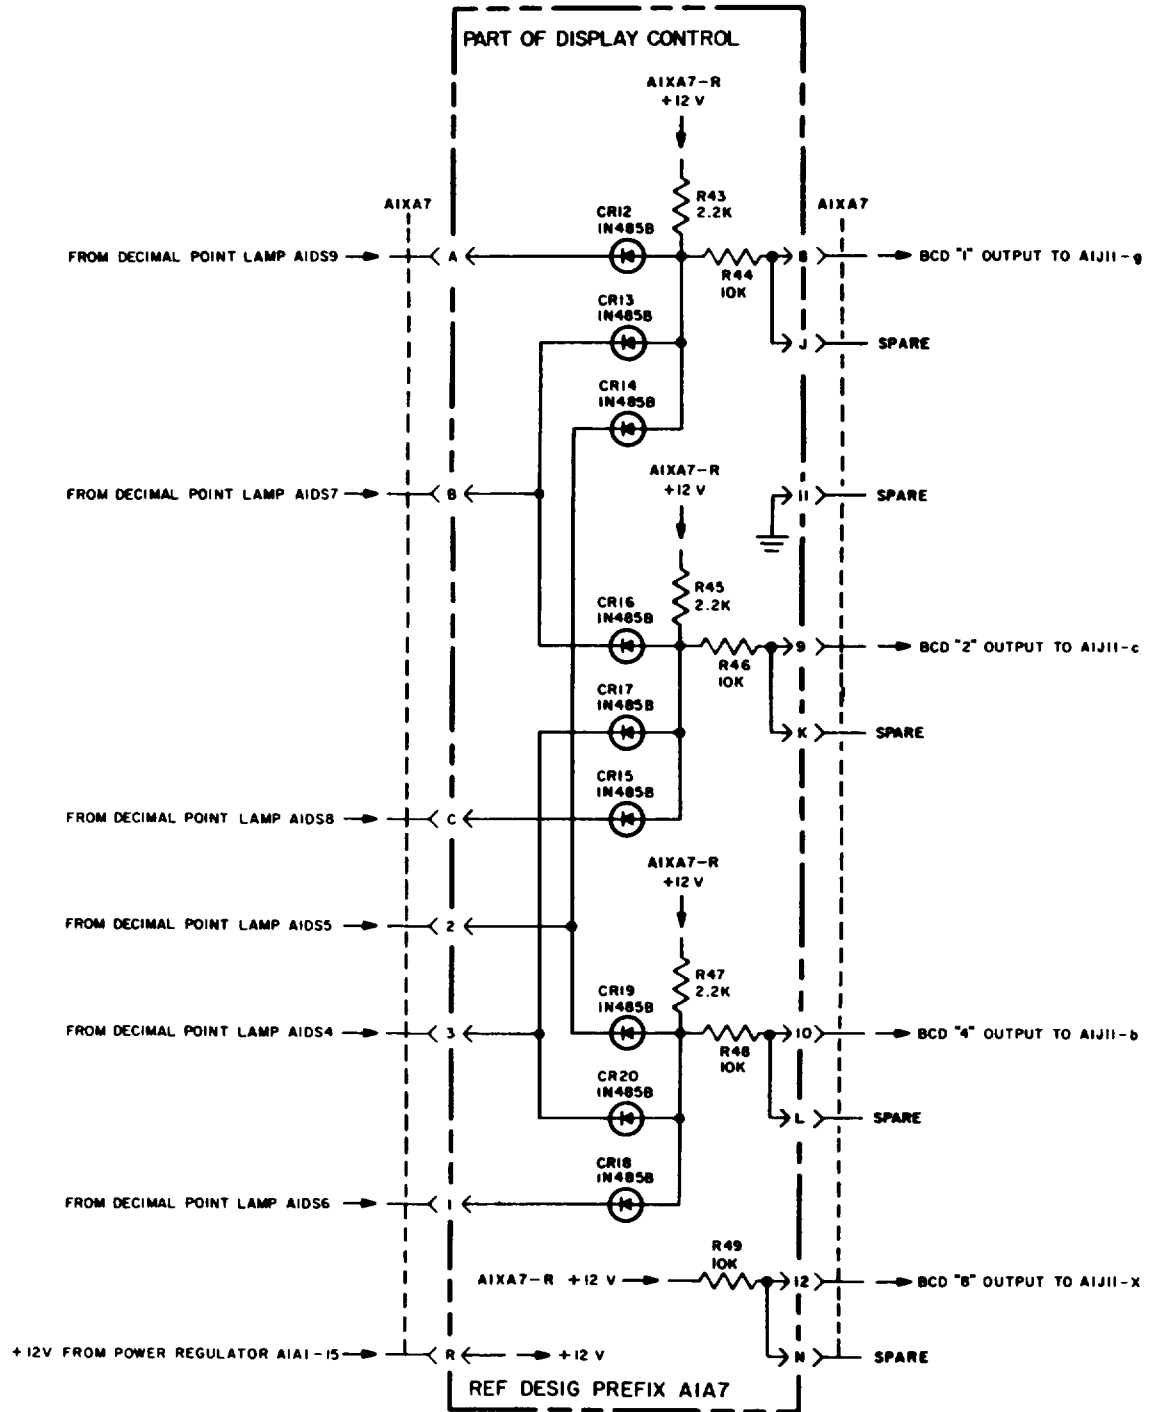 PART OF DISPLAY CONTROL
A1XA7-R
+12 V
R43
2.2K
A1XA7
A1XA7
CR12
1N485B
FROM DECIMAL POINT LAMP A1DS9
A
R44
10K
8
BCD "1" OUTPUT TO A1J11-g
CR13
1N485B
J
SPARE
CR14
1N485B
A1XA7-R
+12 V
FROM DECIMAL POINT LAMP A1DS7
B
11
SPARE
R45
2.2K
CR16
1N485B
R46
10K
9
BCD "2" OUTPUT TO A1J11-c
CR17
1N485B
K
SPARE
CR15
1N485B
FROM DECIMAL POINT LAMP A1DS8
C
A1XA7-R
+12 V
FROM DECIMAL POINT LAMP A1DS5
2
R47
2.2K
CR19
1N485B
FROM DECIMAL POINT LAMP A1DS4
3
R48
10K
10
BCD "4" OUTPUT TO A1J11-b
CR20
1N485B
L
SPARE
CR18
1N485B
FROM DECIMAL POINT LAMP A1DS6
1
R49
10K
A1XA7-R +12 V
12
BCD "8" OUTPUT TO A1J11-X
+12V FROM POWER REGULATOR A1A1-15
R
+12 V
N
SPARE
REF DESIG PREFIX A1A7